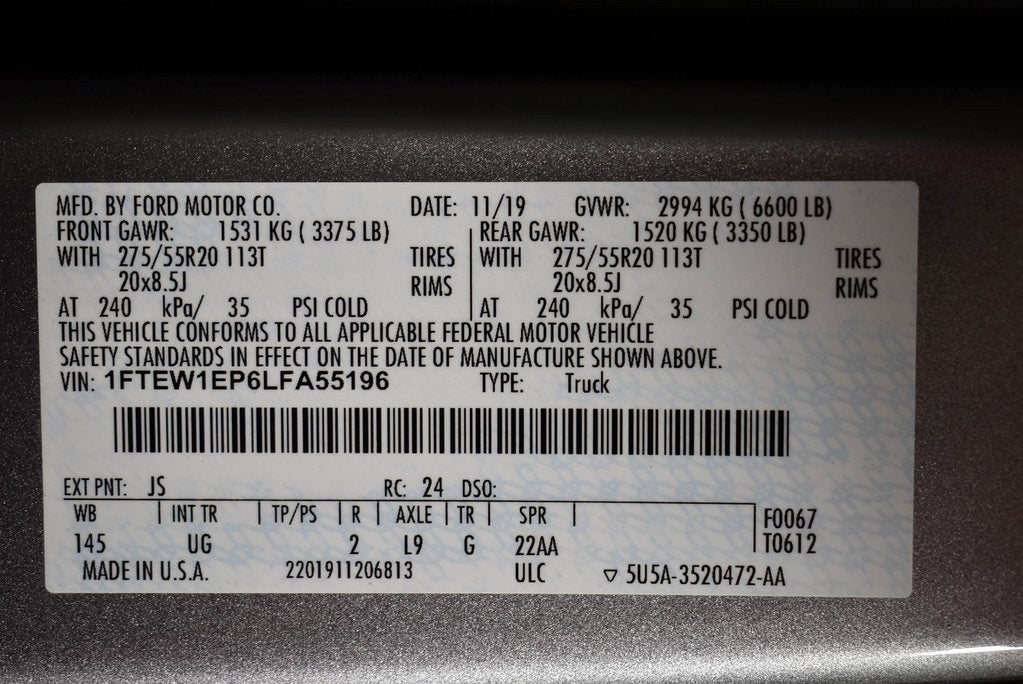 MFD. BY FORD MOTOR CO. DATE: 11/19 GVWR: 2994 KG ( 6600 LB)
FRONT GAWR: 1531 KG ( 3375 LB) REAR GAWR: 1520 KG ( 3350 LB)
WITH 275/55R20 113T TIRES WITH 275/55R20 113T TIRES
20x8.5J RIMS 20x8.5J RIMS
AT 240 kPa/ 35 PSI COLD AT 240 kPa/ 35 PSI COLD
THIS VEHICLE CONFORMS TO ALL APPLICABLE FEDERAL MOTOR VEHICLE
SAFETY STANDARDS IN EFFECT ON THE DATE OF MANUFACTURE SHOWN ABOVE.
VIN: 1FTEW1EP6LFA55196 TYPE: Truck
EXT PNT: JS RC: 24 DSO:
WB INT TR TP/PS R AXLE TR SPR F0067
145 UG 2 L9 G 22AA T0612
MADE IN U.S.A. 2201911206813 ULC ▽ 5U5A-3520472-AA